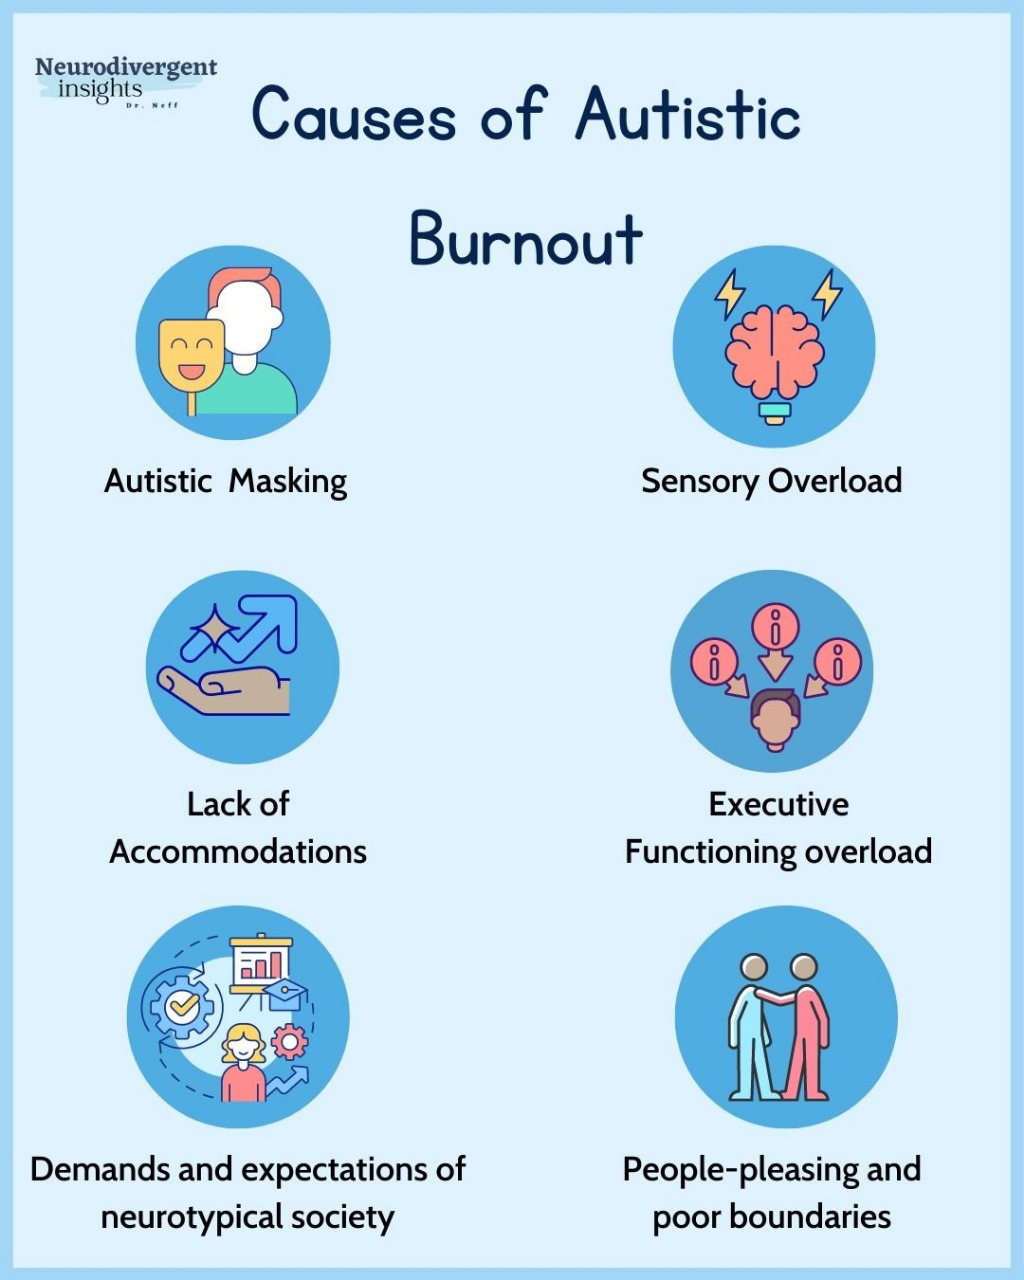 Neurodivergent
insights
Dr. Neff
Causes of Autistic
Burnout
Autistic Masking
Sensory Overload
Lack of
Accommodations
Executive
Functioning overload
Demands and expectations of
neurotypical society
People-pleasing and
poor boundaries